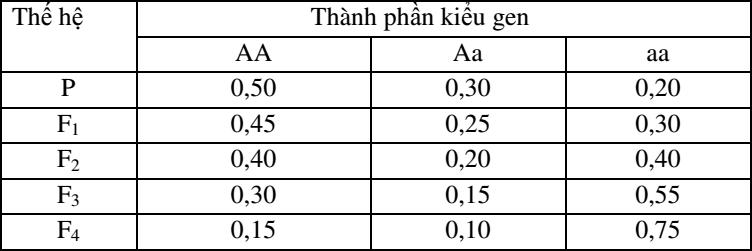 Thế hệ Thành phần kiểu gen
AA Aa aa
P 0,50 0,30 0,20
F₁ 0,45 0,25 0,30
F₂ 0,40 0,20 0,40
F₃ 0,30 0,15 0,55
F₄ 0,15 0,10 0,75